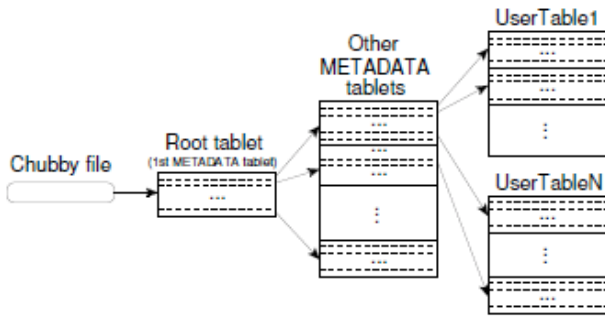 Chubby file
Root tablet
(1st METADATA tablet)
...
Other
METADATA
tablets
...
...
⋮
...
UserTable1
...
...
⋮
UserTableN
...
⋮
...